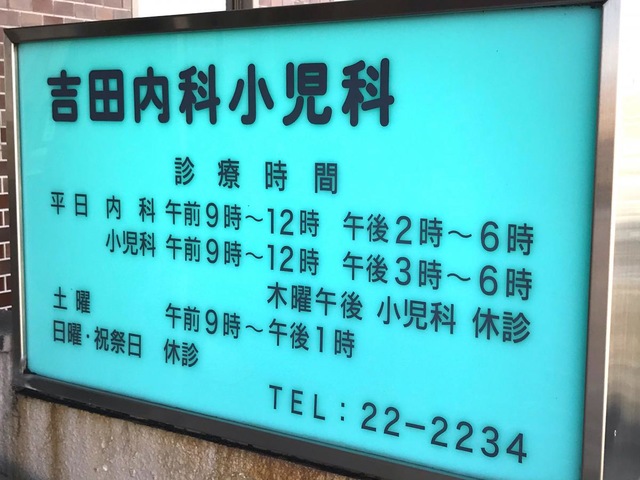 吉田内科小児科
診療時間
平日 内科 午前9時～12時 午後2時～6時
小児科 午前9時～12時 午後3時～6時
木曜午後 小児科 休診
土曜 午前9時～午後1時
日曜・祝祭日 休診
TEL：22-2234